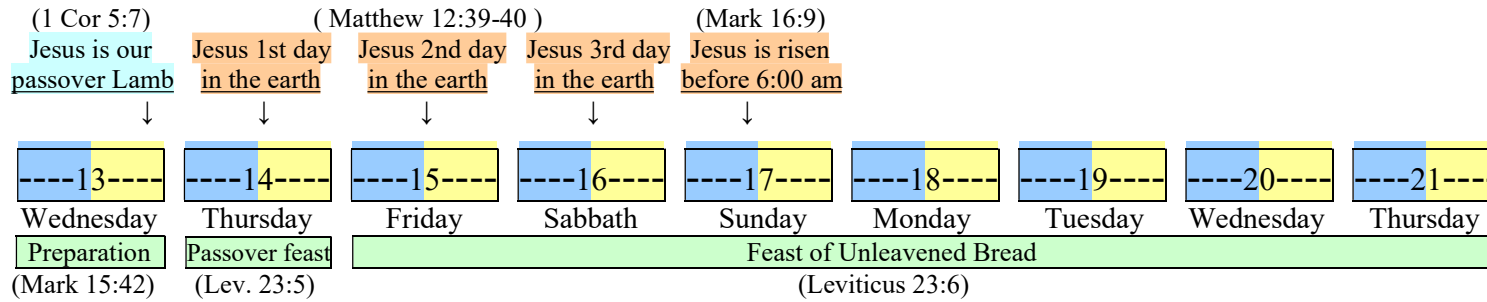 (1 Cor 5:7) ( Matthew 12:39-40 ) (Mark 16:9)
Jesus is our Jesus 1st day Jesus 2nd day Jesus 3rd day Jesus is risen
passover Lamb in the earth in the earth in the earth before 6:00 am
↓ ↓ ↓ ↓ ↓
----13---- ----14---- ----15---- ----16---- ----17---- ----18---- ----19---- ----20---- ----21----
Wednesday Thursday Friday Sabbath Sunday Monday Tuesday Wednesday Thursday
Preparation Passover feast Feast of Unleavened Bread
(Mark 15:42) (Lev. 23:5) (Leviticus 23:6)